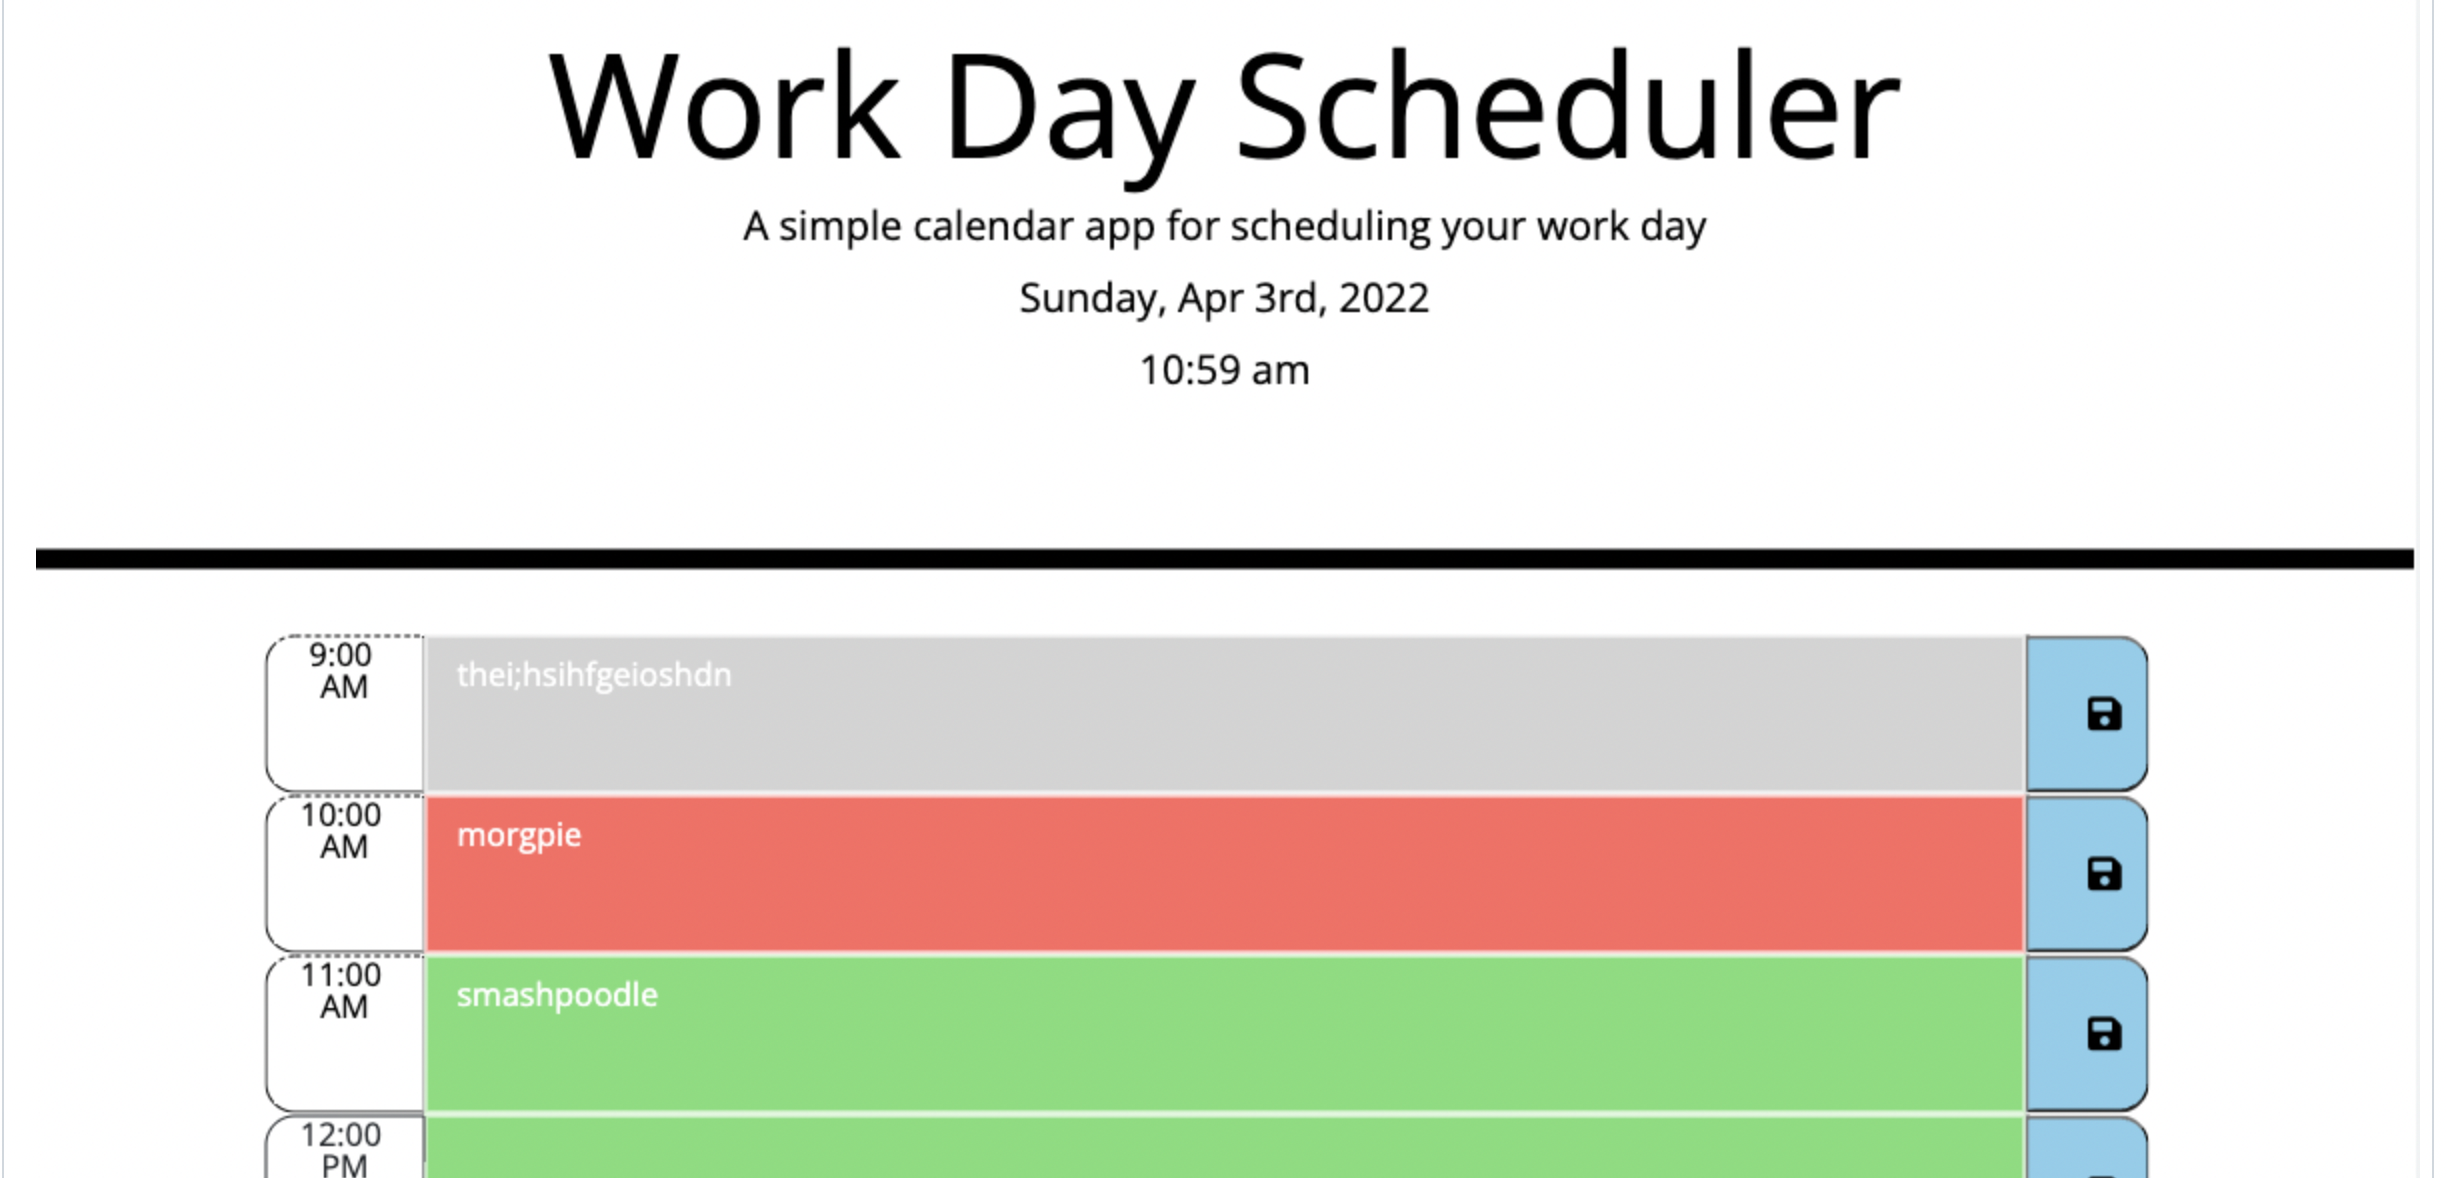 Work Day Scheduler
A simple calendar app for scheduling your work day
Sunday, Apr 3rd, 2022
10:59 am
9:00
AM
thei;hsihfgeioshdn
10:00
AM
morgpie
11:00
AM
smashpoodle
12:00
PM